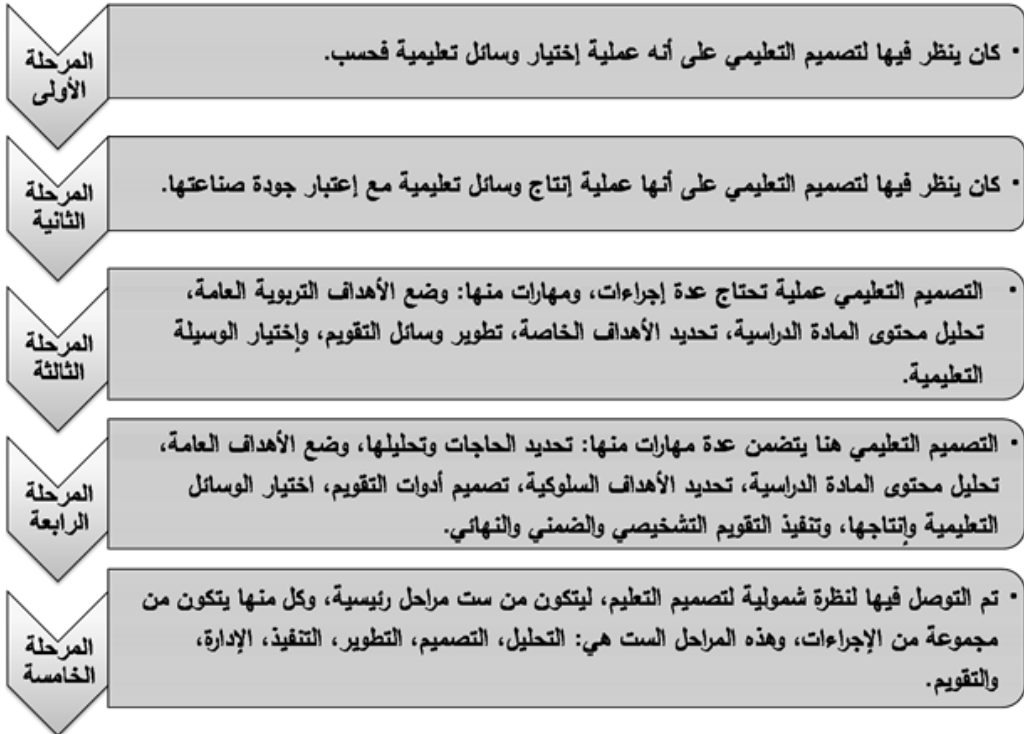 المرحلة
الأولى
• كان ينظر فيها لتصميم التعليمي على أنه عملية إختيار وسائل تعليمية فحسب.
المرحلة
الثانية
• كان ينظر فيها لتصميم التعليمي على أنها عملية إنتاج وسائل تعليمية مع إعتبار جودة صناعتها.
المرحلة
الثالثة
• التصميم التعليمي عملية تحتاج عدة إجراءات، ومهارات منها: وضع الأهداف التربوية العامة،
تحليل محتوى المادة الدراسية، تحديد الأهداف الخاصة، تطوير وسائل التقويم، وإختيار الوسيلة
التعليمية.
المرحلة
الرابعة
• التصميم التعليمي هنا يتضمن عدة مهارات منها: تحديد الحاجات وتحليلها، وضع الأهداف العامة،
تحليل محتوى المادة الدراسية، تحديد الأهداف السلوكية، تصميم أدوات التقويم، اختيار الوسائل
التعليمية وإنتاجها، وتنفيذ التقويم التشخيصي والضمني والنهائي.
المرحلة
الخامسة
• تم التوصل فيها لنظرة شمولية لتصميم التعليم، ليتكون من ست مراحل رئيسية، وكل منها يتكون من
مجموعة من الإجراءات، وهذه المراحل الست هي: التحليل، التصميم، التطوير، التنفيذ، الإدارة،
والتقويم.